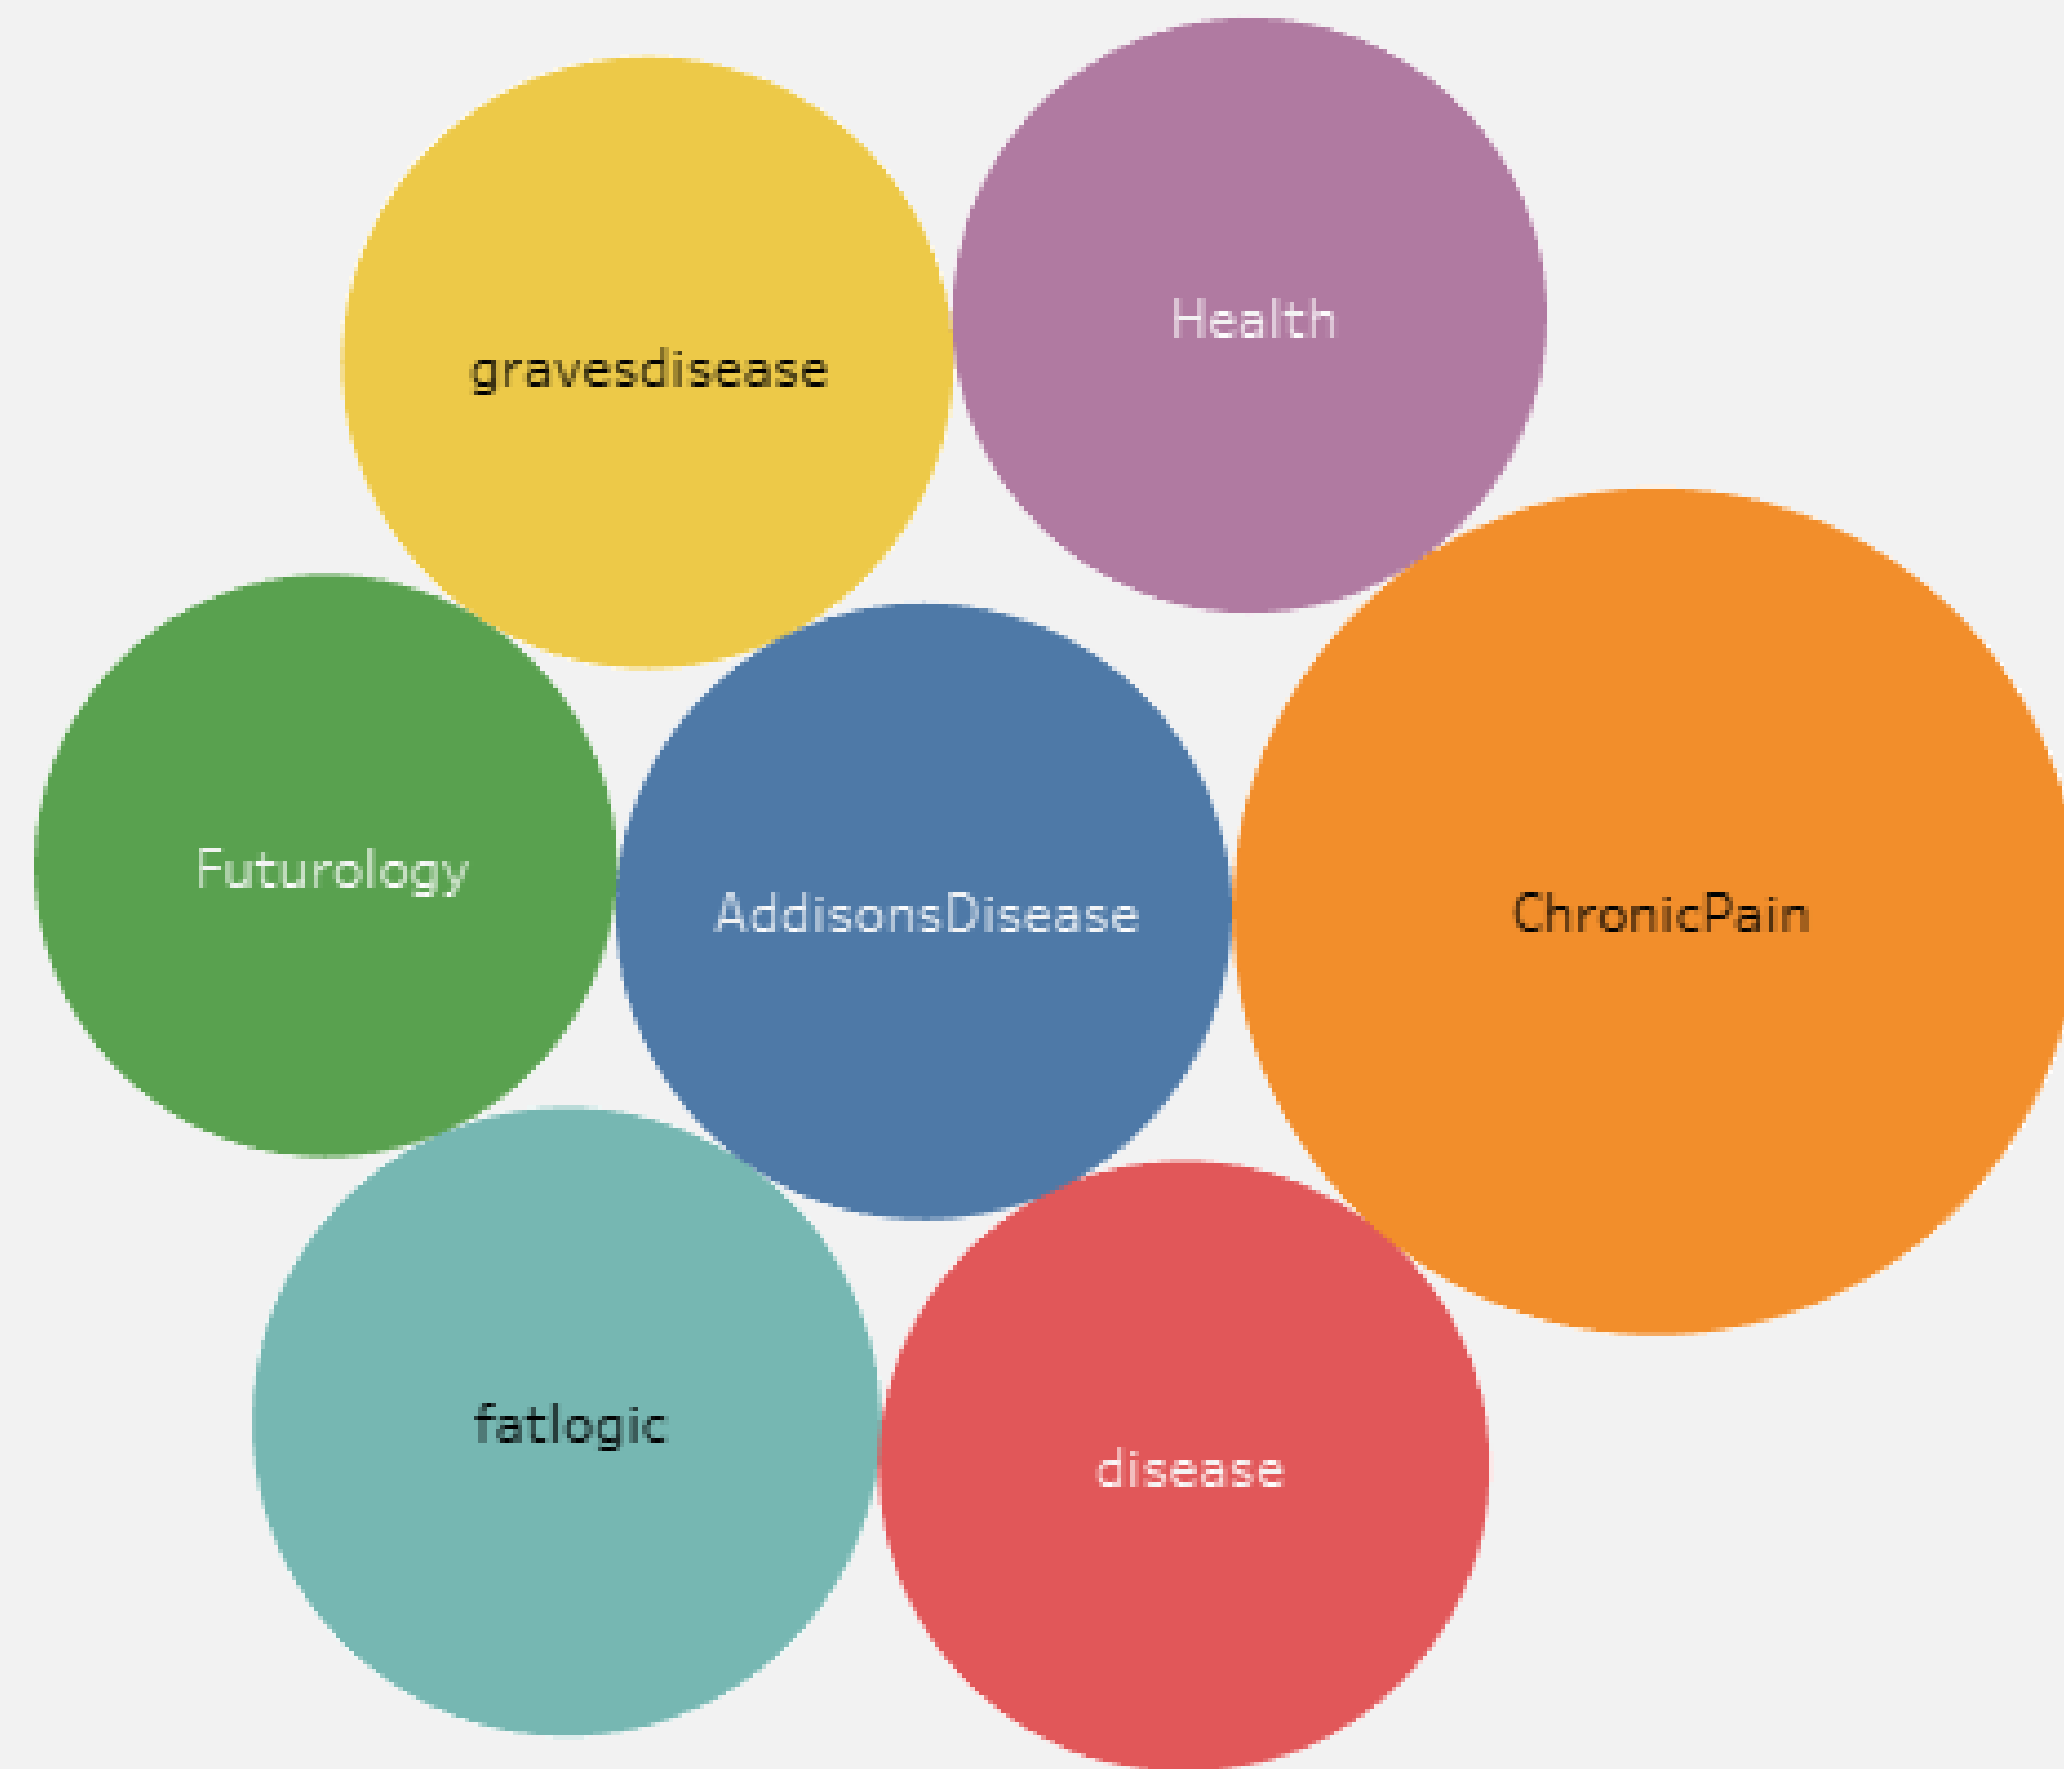 Health
gravesdisease
Futurology
AddisonsDisease
ChronicPain
fatlogic
disease